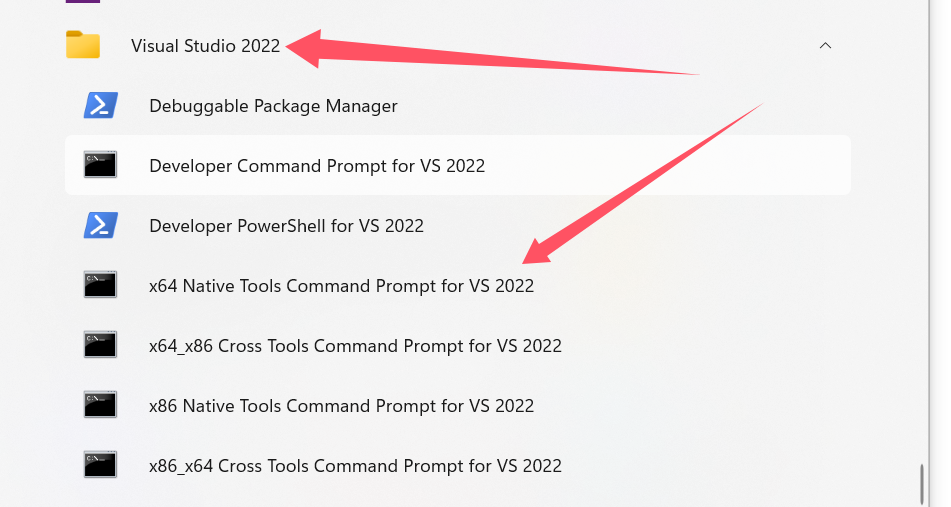 Visual Studio 2022
Debuggable Package Manager
Developer Command Prompt for VS 2022
Developer PowerShell for VS 2022
x64 Native Tools Command Prompt for VS 2022
x64_x86 Cross Tools Command Prompt for VS 2022
x86 Native Tools Command Prompt for VS 2022
x86_x64 Cross Tools Command Prompt for VS 2022